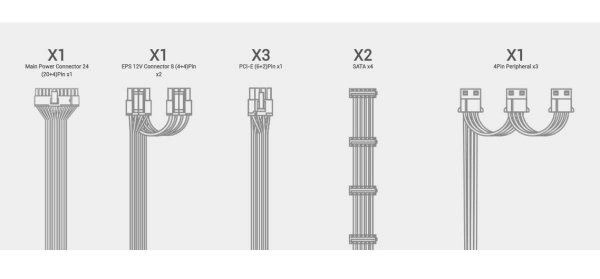 X1
Main Power Connector 24
(20+4)Pin x1
X1
EPS 12V Connector 8 (4+4)Pin
x2
X3
PCI-E (6+2)Pin x1
X2
SATA x4
X1
4Pin Peripheral x3